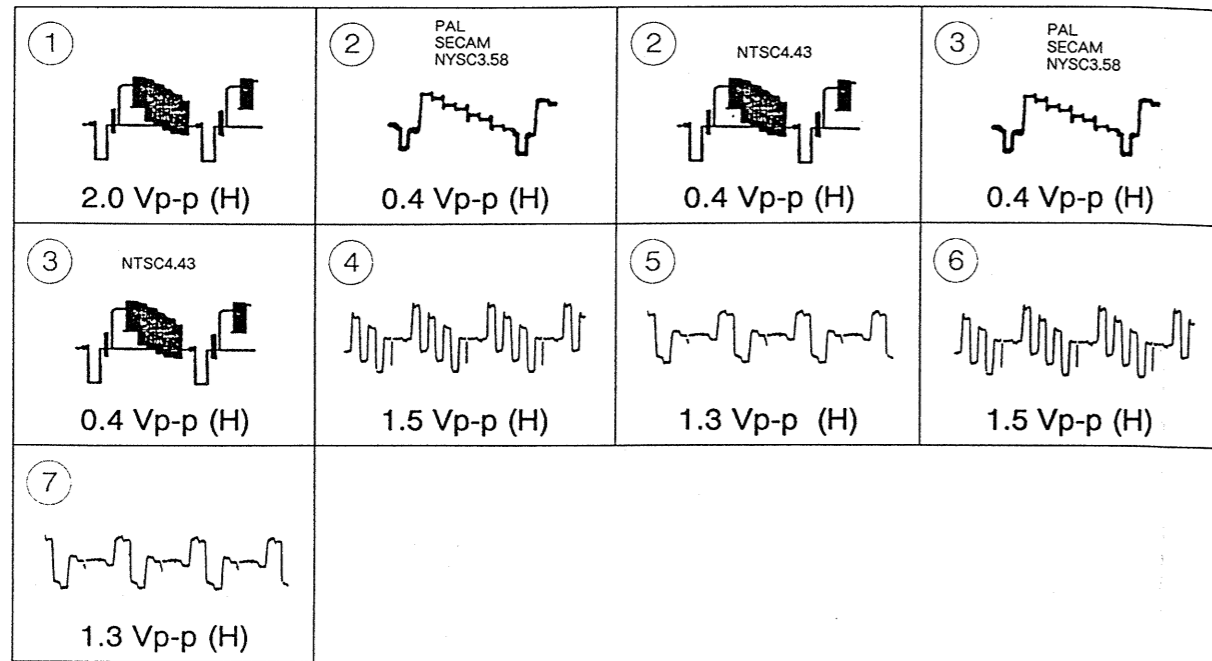 ①
2.0 Vp-p (H)
②
PAL
SECAM
NYSC3.58
0.4 Vp-p (H)
②
NTSC4.43
0.4 Vp-p (H)
③
PAL
SECAM
NYSC3.58
0.4 Vp-p (H)
③
NTSC4.43
0.4 Vp-p (H)
④
1.5 Vp-p (H)
⑤
1.3 Vp-p (H)
⑥
1.5 Vp-p (H)
⑦
1.3 Vp-p (H)